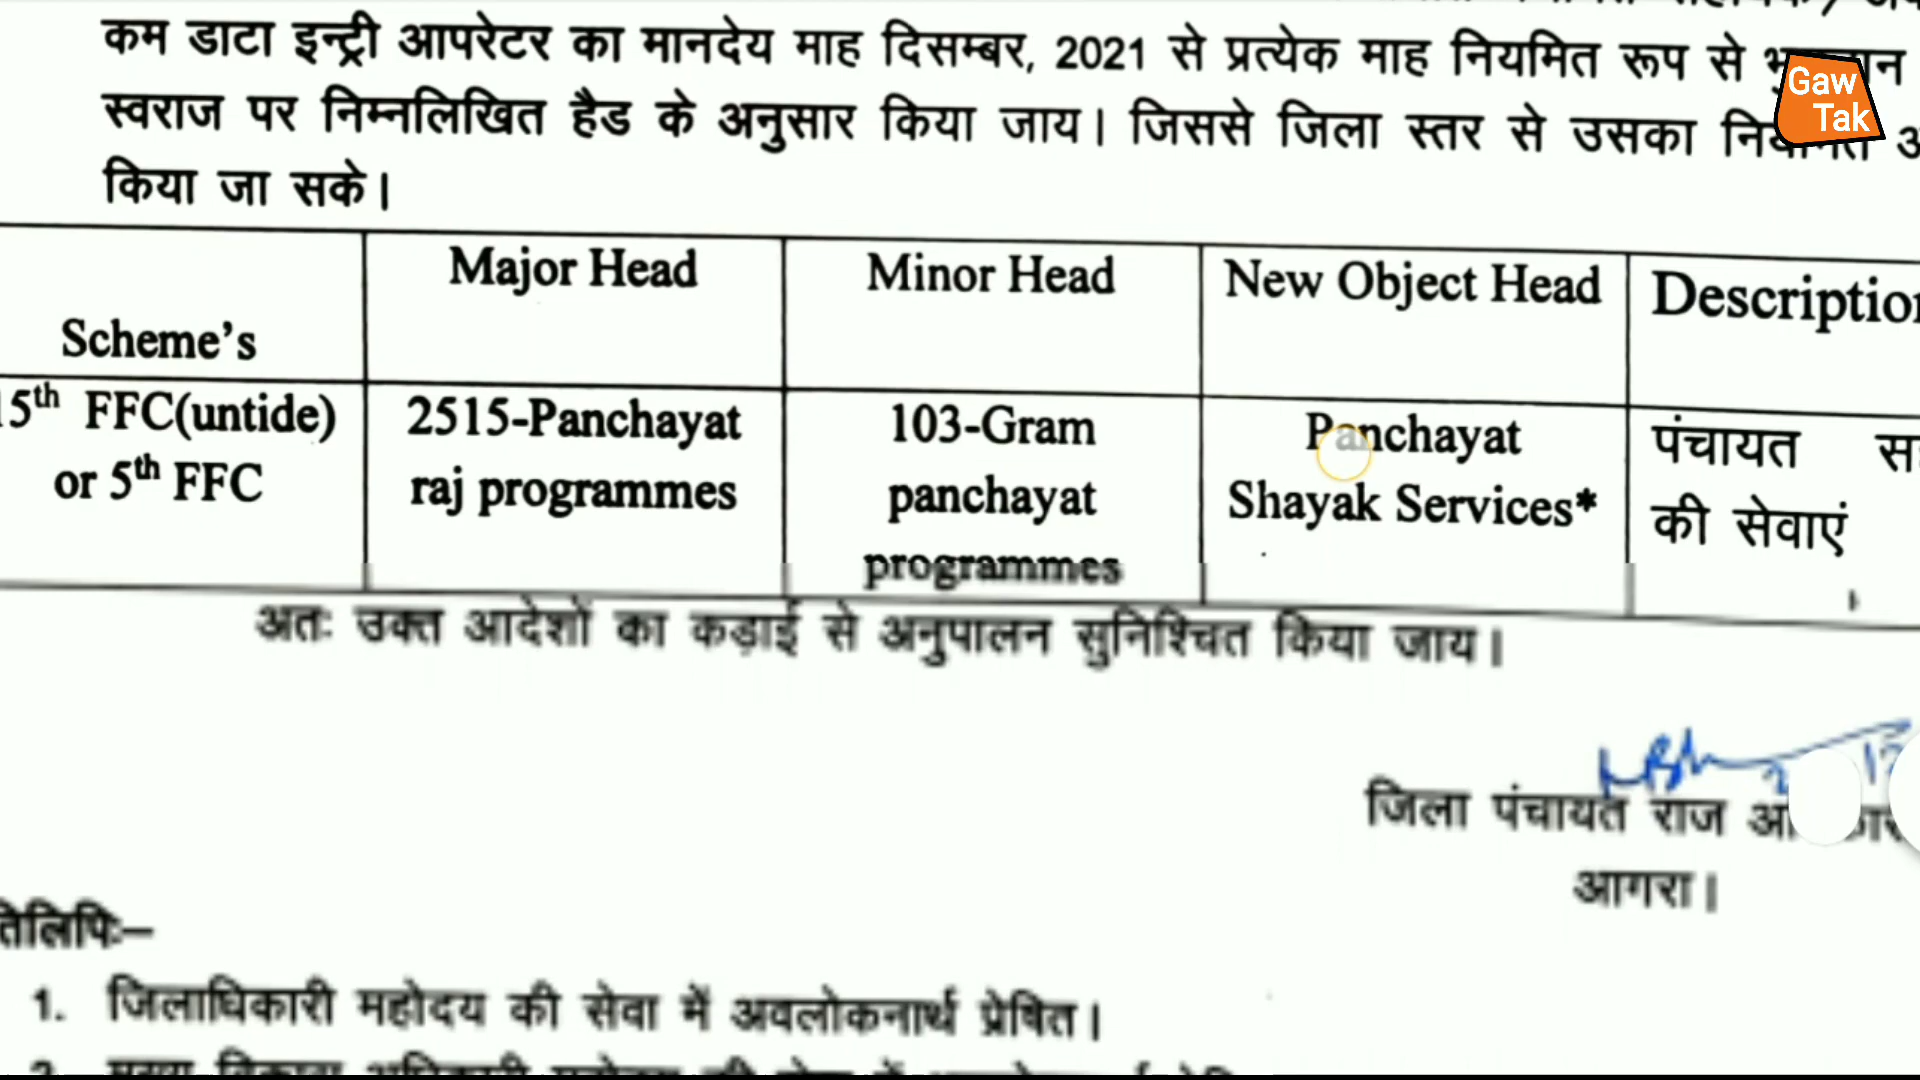 कम डाटा इन्ट्री आपरेटर का मानदेय माह दिसम्बर, 2021 से प्रत्येक माह नियमित रूप से
स्वराज पर निम्नलिखित हैड के अनुसार किया जाय। जिससे जिला स्तर से उसका
किया जा सके।
Gaw
Tak
Scheme's
Major Head
Minor Head
New Object Head
Description
15th FFC(untide)
or 5th FFC
2515-Panchayat
raj programmes
103-Gram
panchayat
programmes
Panchayat
Shayak Services*
पंचायत
की सेवाएं
अतः उक्त आदेशों का कड़ाई से अनुपालन सुनिश्चित किया जाय।
जिला पंचायत राज
आगरा।
1. जिलाधिकारी महोदय की सेवा में अवलोकनार्थ प्रेषित।